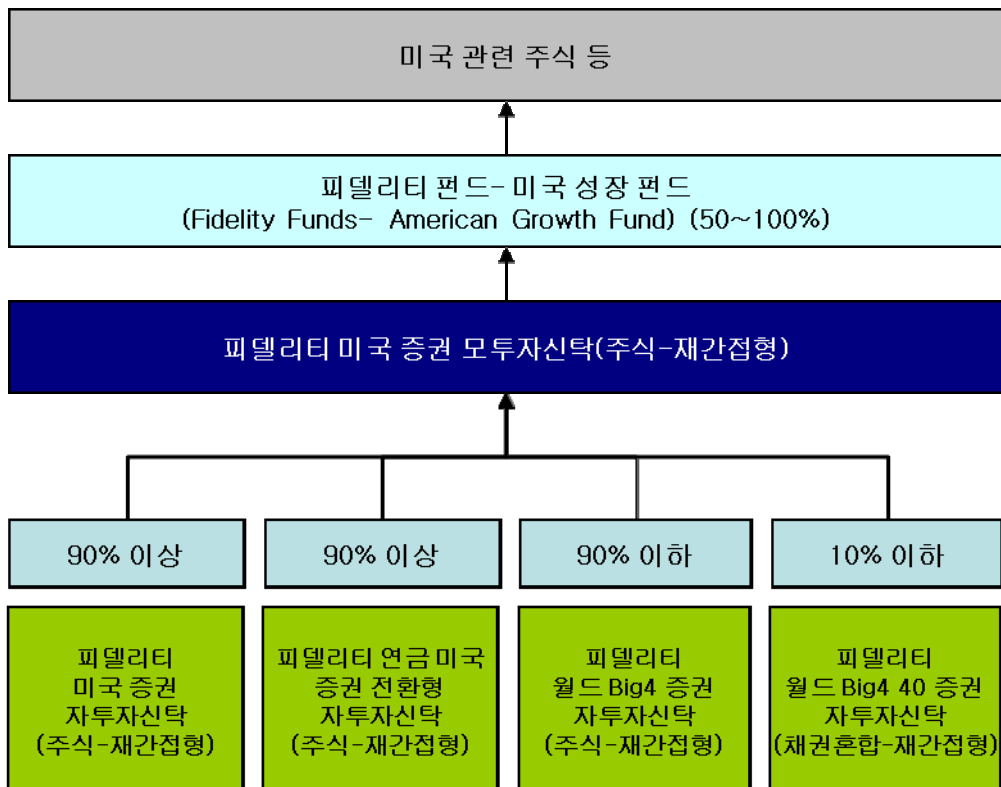 미국 관련 주식 등
피델리티 펀드- 미국 성장 펀드
(Fidelity Funds- American Growth Fund) (50~100%)
피델리티 미국 증권 모투자신탁(주식-재간접형)
90% 이상
90% 이상
90% 이하
10% 이하
피델리티
미국 증권
자투자신탁
(주식-재간접형)
피델리티 연금 미국
증권 전환형
자투자신탁
(주식-재간접형)
피델리티
월드 Big4 증권
자투자신탁
(주식-재간접형)
피델리티
월드 Big4 40 증권
자투자신탁
(채권혼합-재간접형)